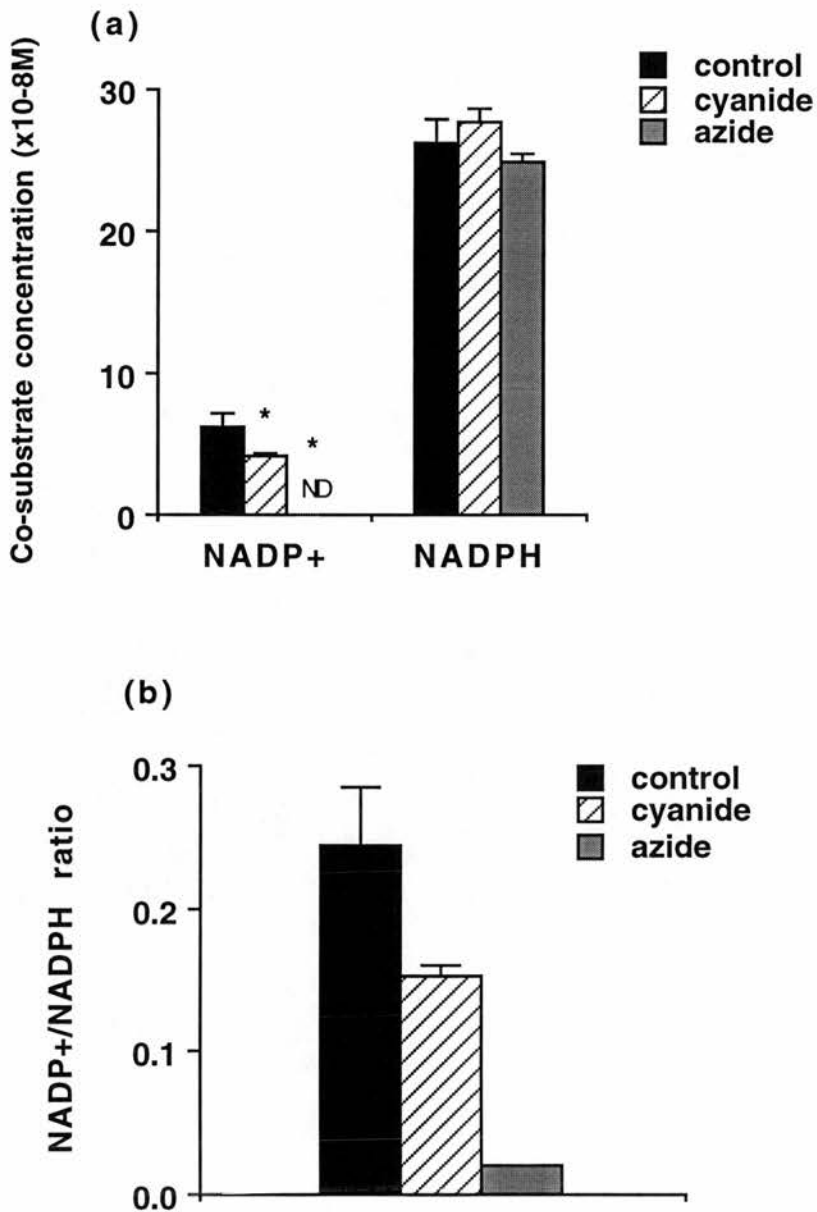 (a)
Co-substrate concentration (x10-8M)
30
20
10
0
control
cyanide
azide
*
*
ND
NADP+
NADPH
(b)
NADP+/NADPH ratio
0.3
0.2
0.1
0.0
control
cyanide
azide